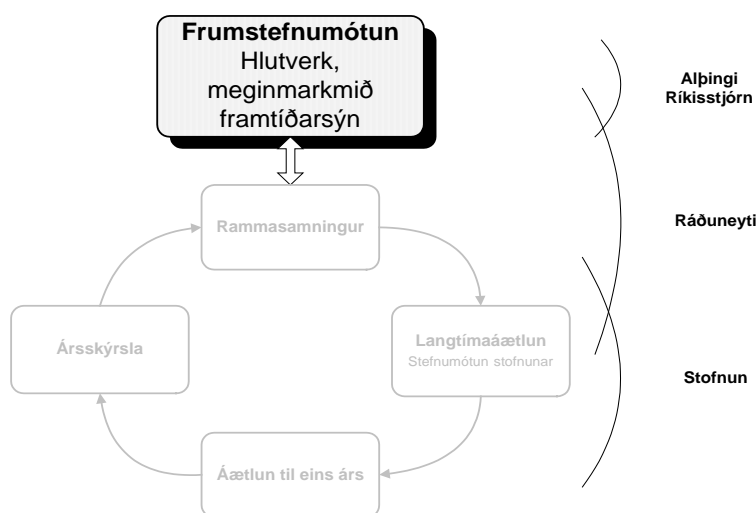 Frumstefnumótun
Hlutverk,
meginmarkmið
framtíðarsýn
Alþingi
Ríkisstjórn
Rammasamningur
Ráðuneyti
Ársskýrsla
Langtímaáætlun
Stefnumótun stofnunar
Stofnun
Áætlun til eins árs